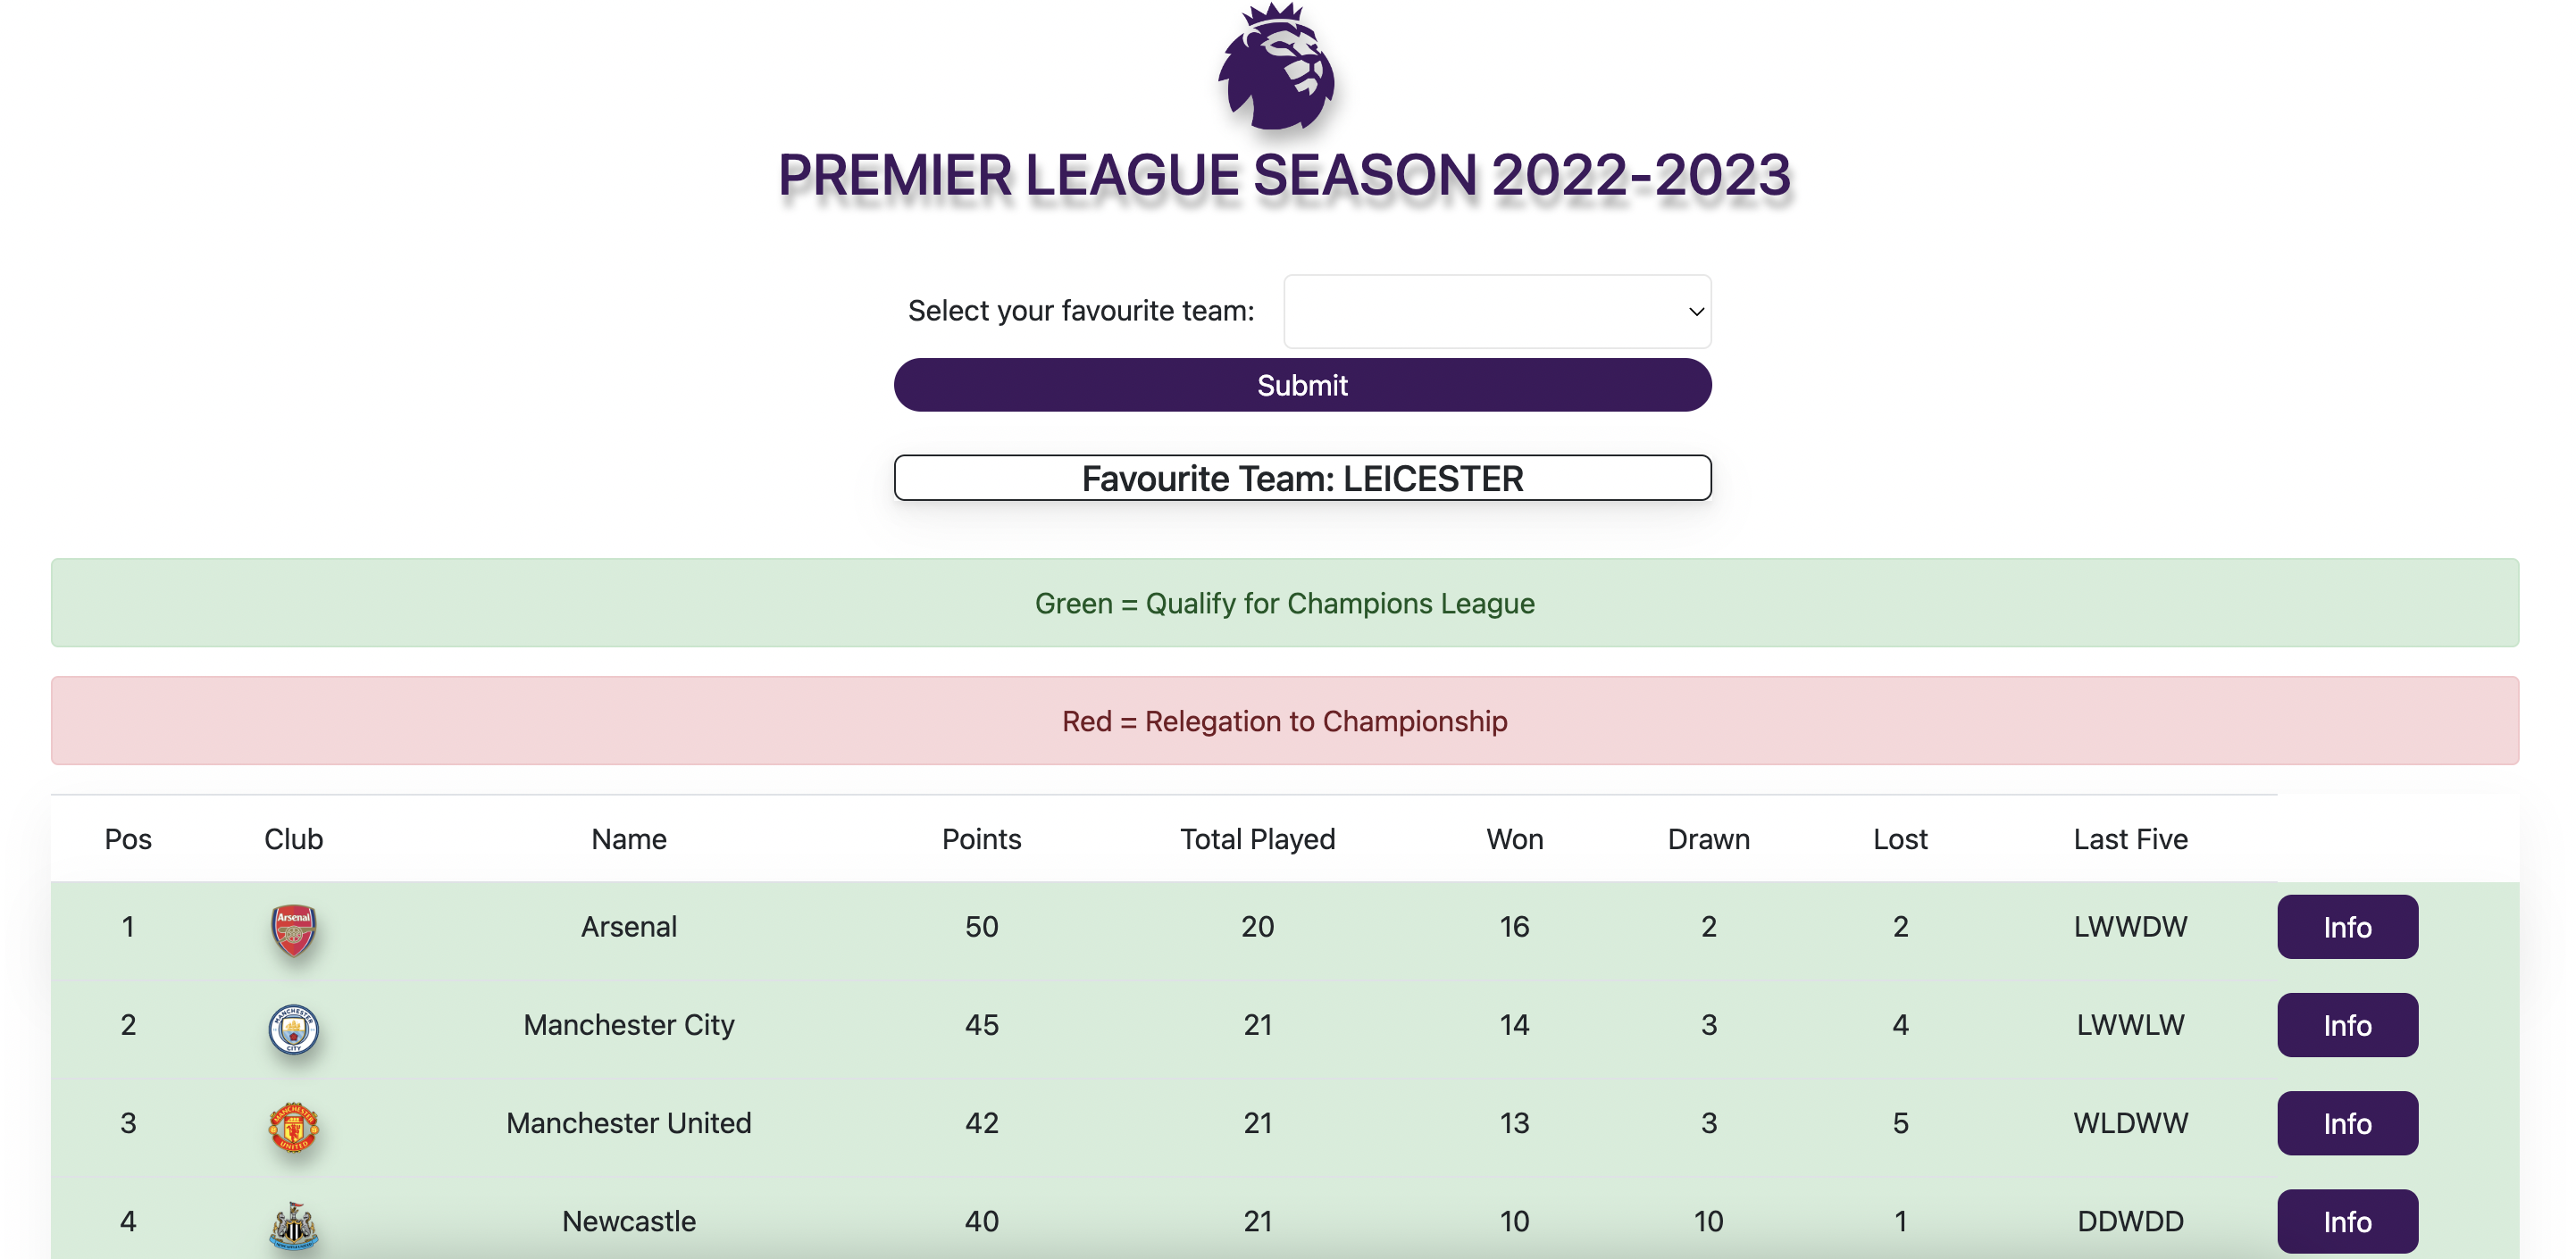 PREMIER LEAGUE SEASON 2022-2023
Select your favourite team:
Submit
Favourite Team: LEICESTER
Green = Qualify for Champions League
Red = Relegation to Championship
Pos Club Name Points Total Played Won Drawn Lost Last Five
1 Arsenal Arsenal 50 20 16 2 2 LWWDW Info
2 MANCHESTER CITY Manchester City 45 21 14 3 4 LWWLW Info
3 MANCHESTER UNITED Manchester United 42 21 13 3 5 WLDWW Info
4 Newcastle 40 21 10 10 1 DDWDD Info